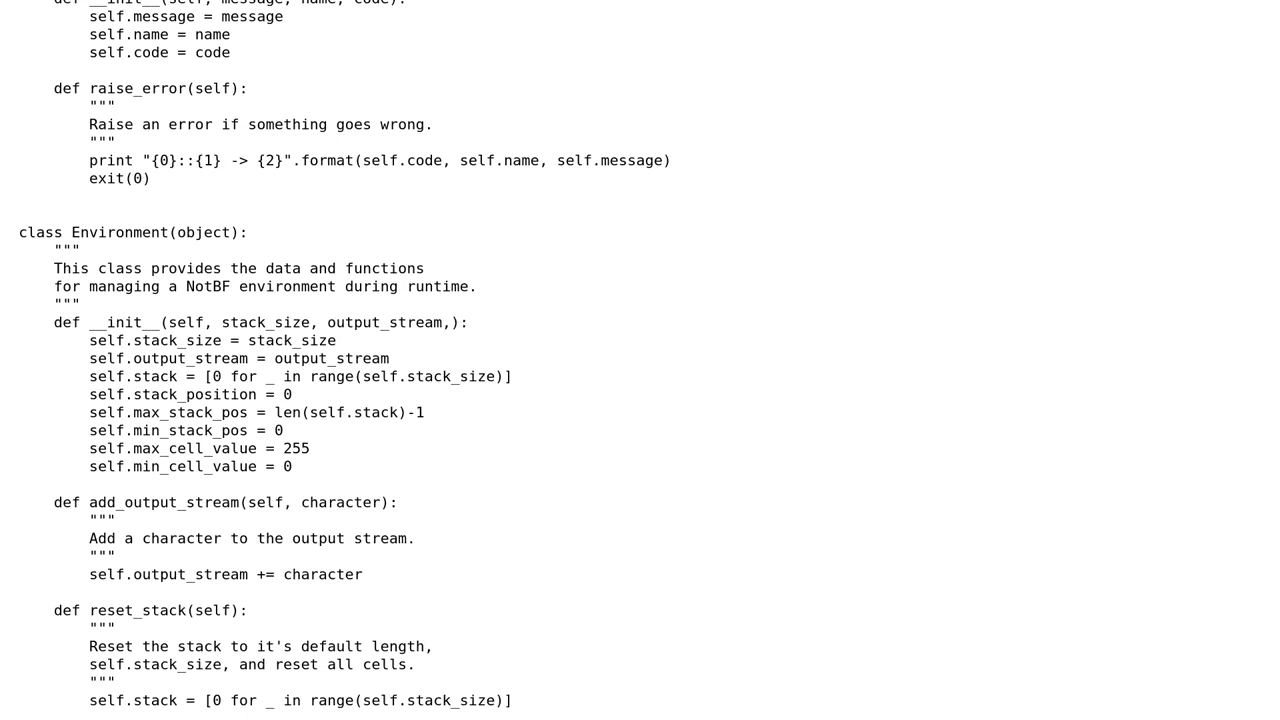 def __init__(self, message, name, code):
        self.message = message
        self.name = name
        self.code = code

    def raise_error(self):
        """
        Raise an error if something goes wrong.
        """
        print "{0}::{1} -> {2}".format(self.code, self.name, self.message)
        exit(0)


class Environment(object):
    """
    This class provides the data and functions
    for managing a NotBF environment during runtime.
    """
    def __init__(self, stack_size, output_stream,):
        self.stack_size = stack_size
        self.output_stream = output_stream
        self.stack = [0 for _ in range(self.stack_size)]
        self.stack_position = 0
        self.max_stack_pos = len(self.stack)-1
        self.min_stack_pos = 0
        self.max_cell_value = 255
        self.min_cell_value = 0

    def add_output_stream(self, character):
        """
        Add a character to the output stream.
        """
        self.output_stream += character

    def reset_stack(self):
        """
        Reset the stack to it's default length,
        self.stack_size, and reset all cells.
        """
        self.stack = [0 for _ in range(self.stack_size)]